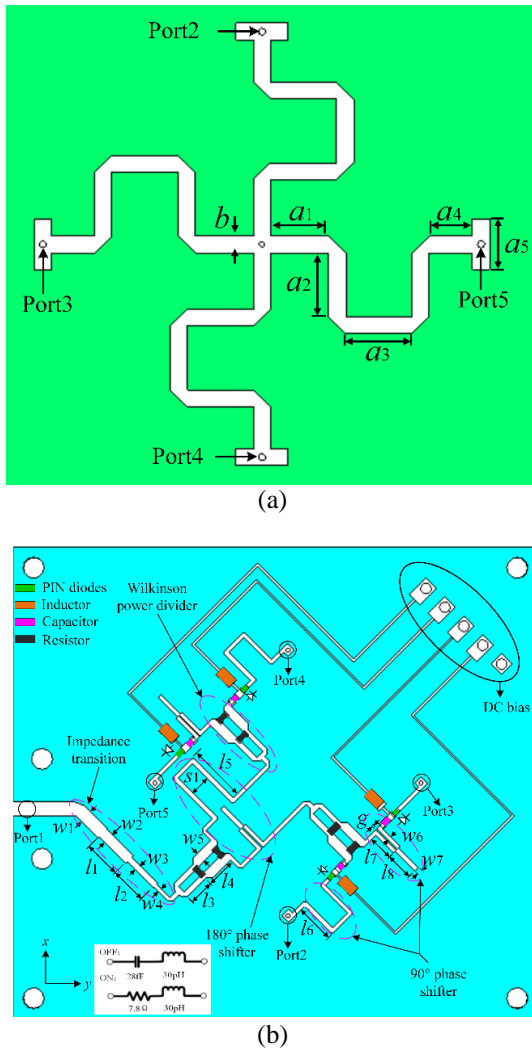 Port2
b
a1
a4
a5
a2
Port3
Port5
a3
Port4
(a)
PIN diodes
Inductor
Capacitor
Resistor
Wilkinson
power divider
Port4
DC bias
Impedance
transition
l5
s1
Port5
Port3
Port1
w1
w2
g
w6
l1
w3
w5
l7
l8
w7
l2
w4
l4
l3
180° phase
shifter
l6
Port2
90° phase
shifter
x
y
OFF:
28fF
30pH
ON:
7.8 Ω
30pH
(b)